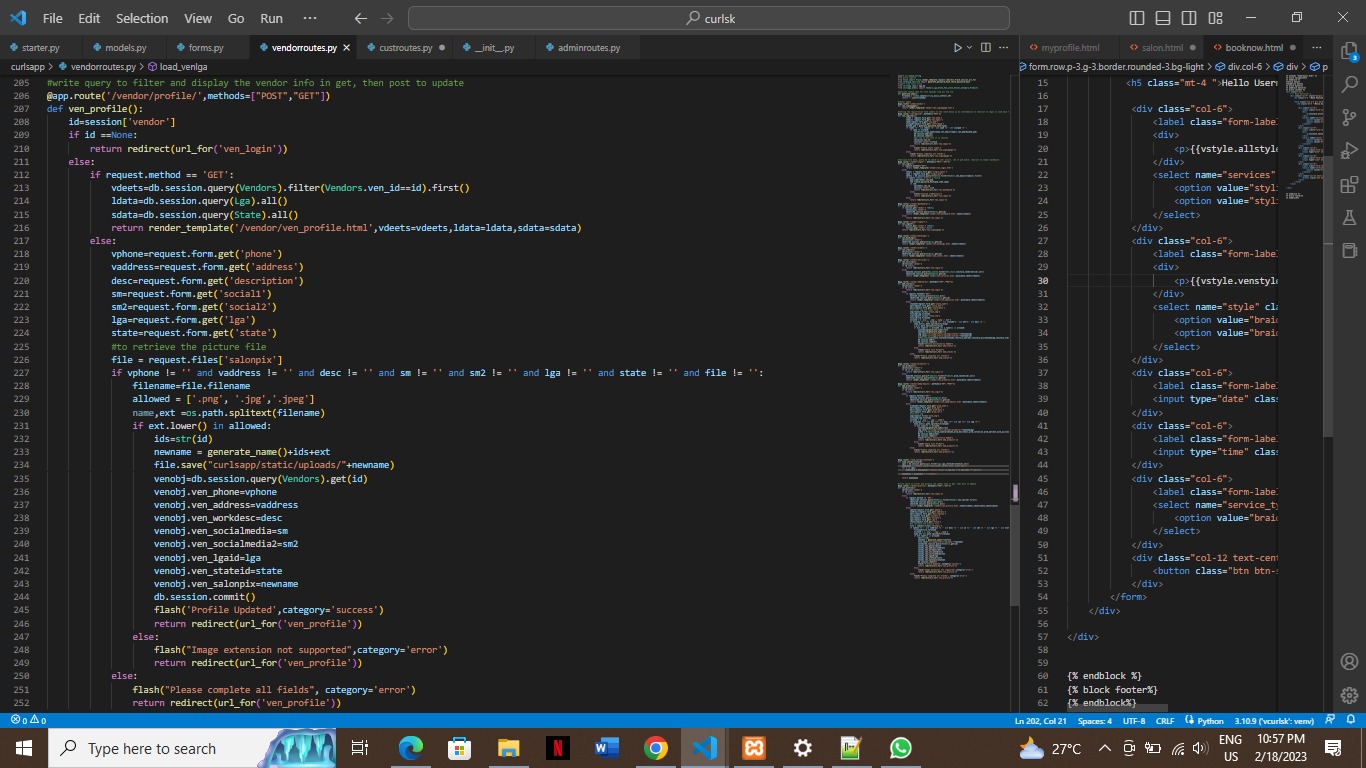 File Edit Selection View Go Run ··· curlsk
starter.py models.py forms.py vendorroutes.py custroutes.py __init__.py adminroutes.py
curlsapp > vendorroutes.py > load_venlga
205 #write query to filter and display the vendor info in get, then post to update
206 @app.route('/vendor/profile/',methods=["POST","GET"])
207 def ven_profile():
208 id=session['vendor']
209 if id ==None:
210 return redirect(url_for('ven_login'))
211 else:
212 if request.method == 'GET':
213 vdeets=db.session.query(Vendors).filter(Vendors.ven_id==id).first()
214 ldata=db.session.query(Lga).all()
215 sdata=db.session.query(State).all()
216 return render_template('/vendor/ven_profile.html',vdeets=vdeets,ldata=ldata,sdata=sdata)
217 else:
218 vphone=request.form.get('phone')
219 vaddress=request.form.get('address')
220 desc=request.form.get('description')
221 sm=request.form.get('social1')
222 sm2=request.form.get('social2')
223 lga=request.form.get('lga')
224 state=request.form.get('state')
225 #to retrieve the picture file
226 file = request.files['salonpix']
227 if vphone != '' and vaddress != '' and desc != '' and sm != '' and sm2 != '' and lga != '' and state != '' and file != '':
228 filename=file.filename
229 allowed = ['.png', '.jpg','.jpeg']
230 name,ext =os.path.splitext(filename)
231 if ext.lower() in allowed:
232 ids=str(id)
233 newname = generate_name()+ids+ext
234 file.save("curlsapp/static/uploads/"+newname)
235 venobj=db.session.query(Vendors).get(id)
236 venobj.ven_phone=vphone
237 venobj.ven_address=vaddress
238 venobj.ven_workdesc=desc
239 venobj.ven_socialmedia=sm
240 venobj.ven_socialmedia2=sm2
241 venobj.ven_lgaid=lga
242 venobj.ven_stateid=state
243 venobj.ven_salonpix=newname
244 db.session.commit()
245 flash('Profile Updated',category='success')
246 return redirect(url_for('ven_profile'))
247 else:
248 flash("Image extension not supported",category='error')
249 return redirect(url_for('ven_profile'))
250 else:
251 flash("Please complete all fields", category='error')
252 return redirect(url_for('ven_profile'))
myprofile.html salon.html booknow.html ···
form.row.p-3.g-3.border.rounded-3.bg-light > div.col-6 > div > p
15 <h5 class="mt-4 ">Hello User
16
17 <div class="col-6">
18 <label class="form-label
19 <div>
20 <p>{{vstyle.allstyle
21 </div>
22 <select name="services"
23 <option value="styli
24 <option value="styl
25 </select>
26 </div>
27 <div class="col-6">
28 <label class="form-label
29 <div>
30 <p>{{vstyle.venstyle
31 </div>
32 <select name="style" cla
33 <option value="braid
34 <option value="braid
35 </select>
36 </div>
37 <div class="col-6">
38 <label class="form-label
39 <input type="date" class
40 </div>
41 <div class="col-6">
42 <label class="form-label
43 <input type="time" class
44 </div>
45 <div class="col-6">
46 <label class="form-label
47 <select name="service_ty
48 <option value="braid
49 </select>
50 </div>
51 <div class="col-12 text-cent
52 <button class="btn btn-s
53 </div>
54 </form>
55 </div>
56
57 </div>
58
59
60 {% endblock %}
61 {% block footer%}
62 {% endblock%}
0 0 Ln 202, Col 21 Spaces: 4 UTF-8 CRLF Python 3.10.9 ('vcurlsk': venv)
Type here to search 27°C ENG US 10:57 PM 2/18/2023